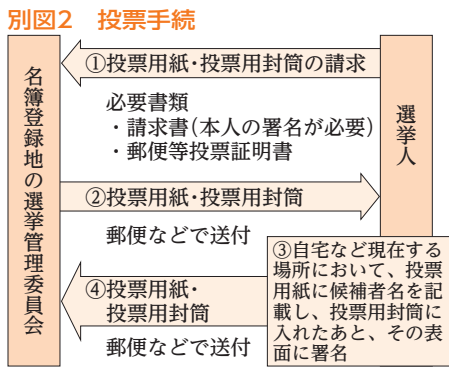 別図2　投票手続
名簿登録地の選挙管理委員会
①投票用紙・投票用封筒の請求
必要書類
・請求書(本人の署名が必要)
・郵便等投票証明書
選挙人
②投票用紙・投票用封筒
郵便などで送付
③自宅など現在する
場所において、投票
用紙に候補者名を記
載し、投票用封筒に
入れたあと、その表
面に署名
④投票用紙・
投票用封筒
郵便などで送付